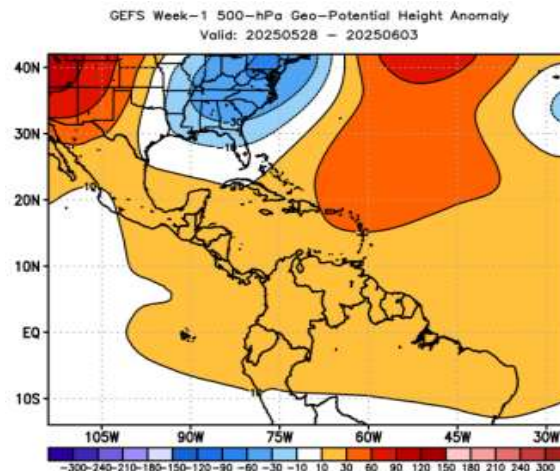 GEFS Week-1 500-hPa Geo-Potential Height Anomaly
Valid: 20250528 - 20250603
40N
30N
20N
10N
EQ
10S
105W 90W 75W 60W 45W 30W
-300 -240 -210 -180 -150 -120 -90 -60 -30 -10 10 30 60 90 120 150 180 210 240 300